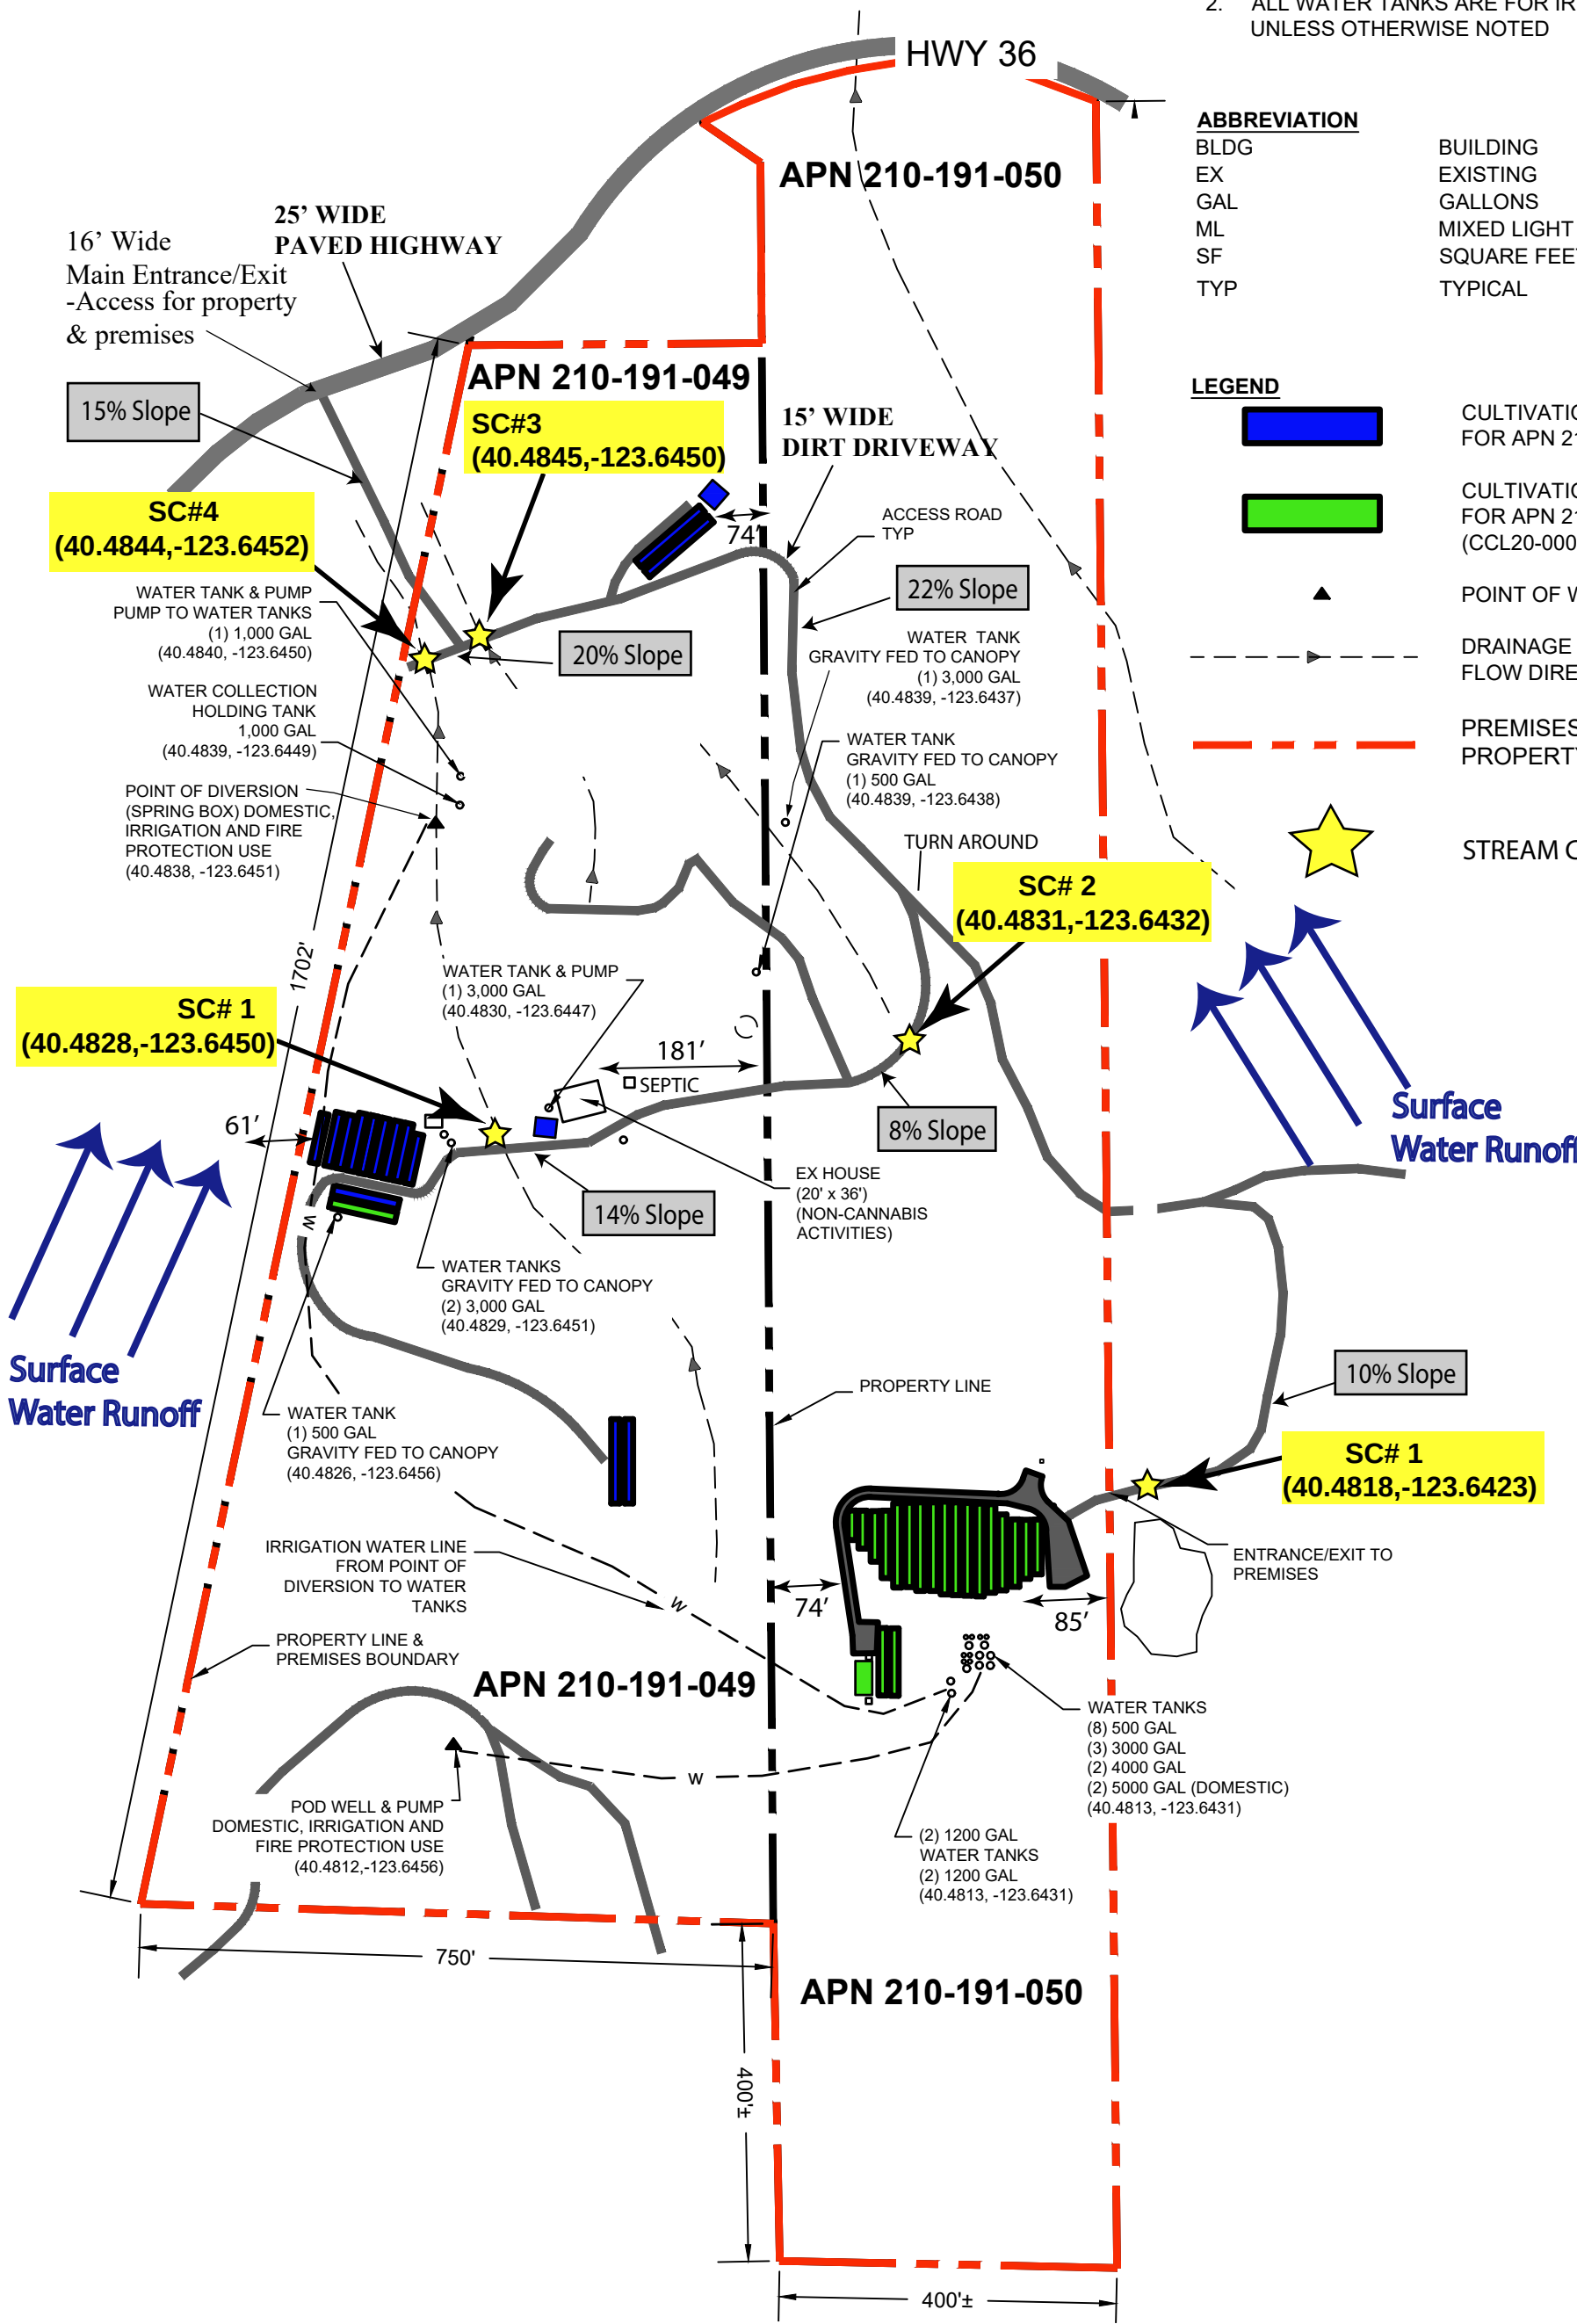 2. ALL WATER TANKS ARE FOR
UNLESS OTHERWISE NOTED
HWY 36
ABBREVIATION
BLDG BUILDING
EX EXISTING
GAL GALLONS
ML MIXED LIGHT
SF SQUARE
TYP TYPICAL
APN 210-191-050
25’ WIDE
PAVED HIGHWAY
16’ Wide
Main Entrance/Exit
-Access for property
& premises
15% Slope
APN 210-191-049
SC#3
(40.4845,-123.6450)
15’ WIDE
DIRT DRIVEWAY
LEGEND
CULTIVATIO
FOR APN 21
CULTIVATIO
FOR APN 21
(CCL20-000
POINT OF W
DRAINAGE
FLOW DIRE
PREMISES
PROPERTY
STREAM C
SC#4
(40.4844,-123.6452)
74'
ACCESS ROAD
TYP
22% Slope
WATER TANK & PUMP
PUMP TO WATER TANKS
(1) 1,000 GAL
(40.4840, -123.6450)
20% Slope
WATER TANK
GRAVITY FED TO CANOPY
(1) 3,000 GAL
(40.4839, -123.6437)
WATER COLLECTION
HOLDING TANK
1,000 GAL
(40.4839, -123.6449)
WATER TANK
GRAVITY FED TO CANOPY
(1) 500 GAL
(40.4839, -123.6438)
POINT OF DIVERSION
(SPRING BOX) DOMESTIC,
IRRIGATION AND FIRE
PROTECTION USE
(40.4838, -123.6451)
TURN AROUND
SC# 2
(40.4831,-123.6432)
1702'
WATER TANK & PUMP
(1) 3,000 GAL
(40.4830, -123.6447)
SC# 1
(40.4828,-123.6450)
181’
SEPTIC
61’
8% Slope
Surface
Water Runoff
EX HOUSE
(20' x 36')
(NON-CANNABIS
ACTIVITIES)
14% Slope
W
WATER TANKS
GRAVITY FED TO CANOPY
(2) 3,000 GAL
(40.4829, -123.6451)
Surface
Water Runoff
10% Slope
PROPERTY LINE
WATER TANK
(1) 500 GAL
GRAVITY FED TO CANOPY
(40.4826, -123.6456)
SC# 1
(40.4818,-123.6423)
IRRIGATION WATER LINE
FROM POINT OF
DIVERSION TO WATER
TANKS
W
74’
85’
ENTRANCE/EXIT TO
PREMISES
PROPERTY LINE &
PREMISES BOUNDARY
APN 210-191-049
WATER TANKS
(8) 500 GAL
(3) 3000 GAL
(2) 4000 GAL
(2) 5000 GAL (DOMESTIC)
(40.4813, -123.6431)
W
POD WELL & PUMP
DOMESTIC, IRRIGATION AND
FIRE PROTECTION USE
(40.4812,-123.6456)
(2) 1200 GAL
WATER TANKS
(2) 1200 GAL
(40.4813, -123.6431)
750'
APN 210-191-050
400'±
400'±